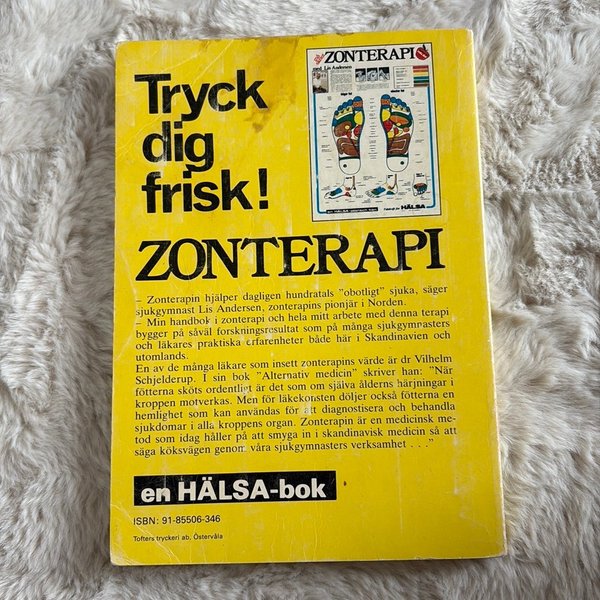 Tryck
dig
frisk!
ZONTERAPI
med Lis Andersen
HÄLSA
ZONTERAPI
– Zonterapin hjälper dagligen hundratals "obotligt" sjuka, säger
sjukgymnast Lis Andersen, zonterapins pionjär i Norden.
– Min handbok i zonterapi och hela mitt arbete med denna terapi
bygger på såväl forskningsresultat som på många sjukgymnasters
och läkares praktiska erfarenheter både här i Skandinavien och
utomlands.
En av de många läkare som insett zonterapins värde är dr Vilhelm
Schjelderup. I sin bok "Alternativ medicin" skriver han: "När
fötterna sköts ordentligt är det som om själva ålderns härjningar i
kroppen motverkas. Men för läkekonsten döljer också fötterna en
hemlighet som kan användas för att diagnostisera och behandla
sjukdomar i alla kroppens organ. Zonterapin är en medicinsk me-
tod som idag håller på att smyga in i skandinavisk medicin så att
säga köksvägen genom våra sjukgymnasters verksamhet . . ."
en HÄLSA-bok
ISBN: 91-85506-346
Tofters tryckeri ab, Östervåla